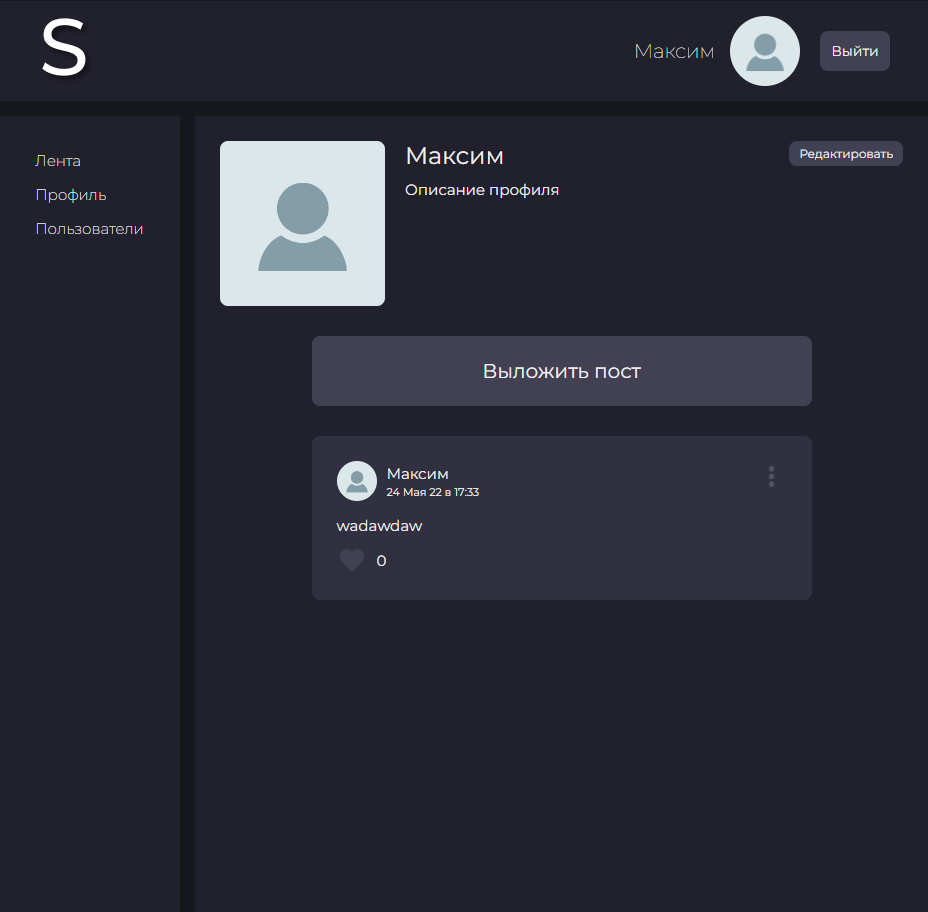 S
Максим
Выйти
Лента
Профиль
Пользователи
Максим
Редактировать
Описание профиля
Выложить пост
Максим
24 Мая 22 в 17:33
wadawdaw
0